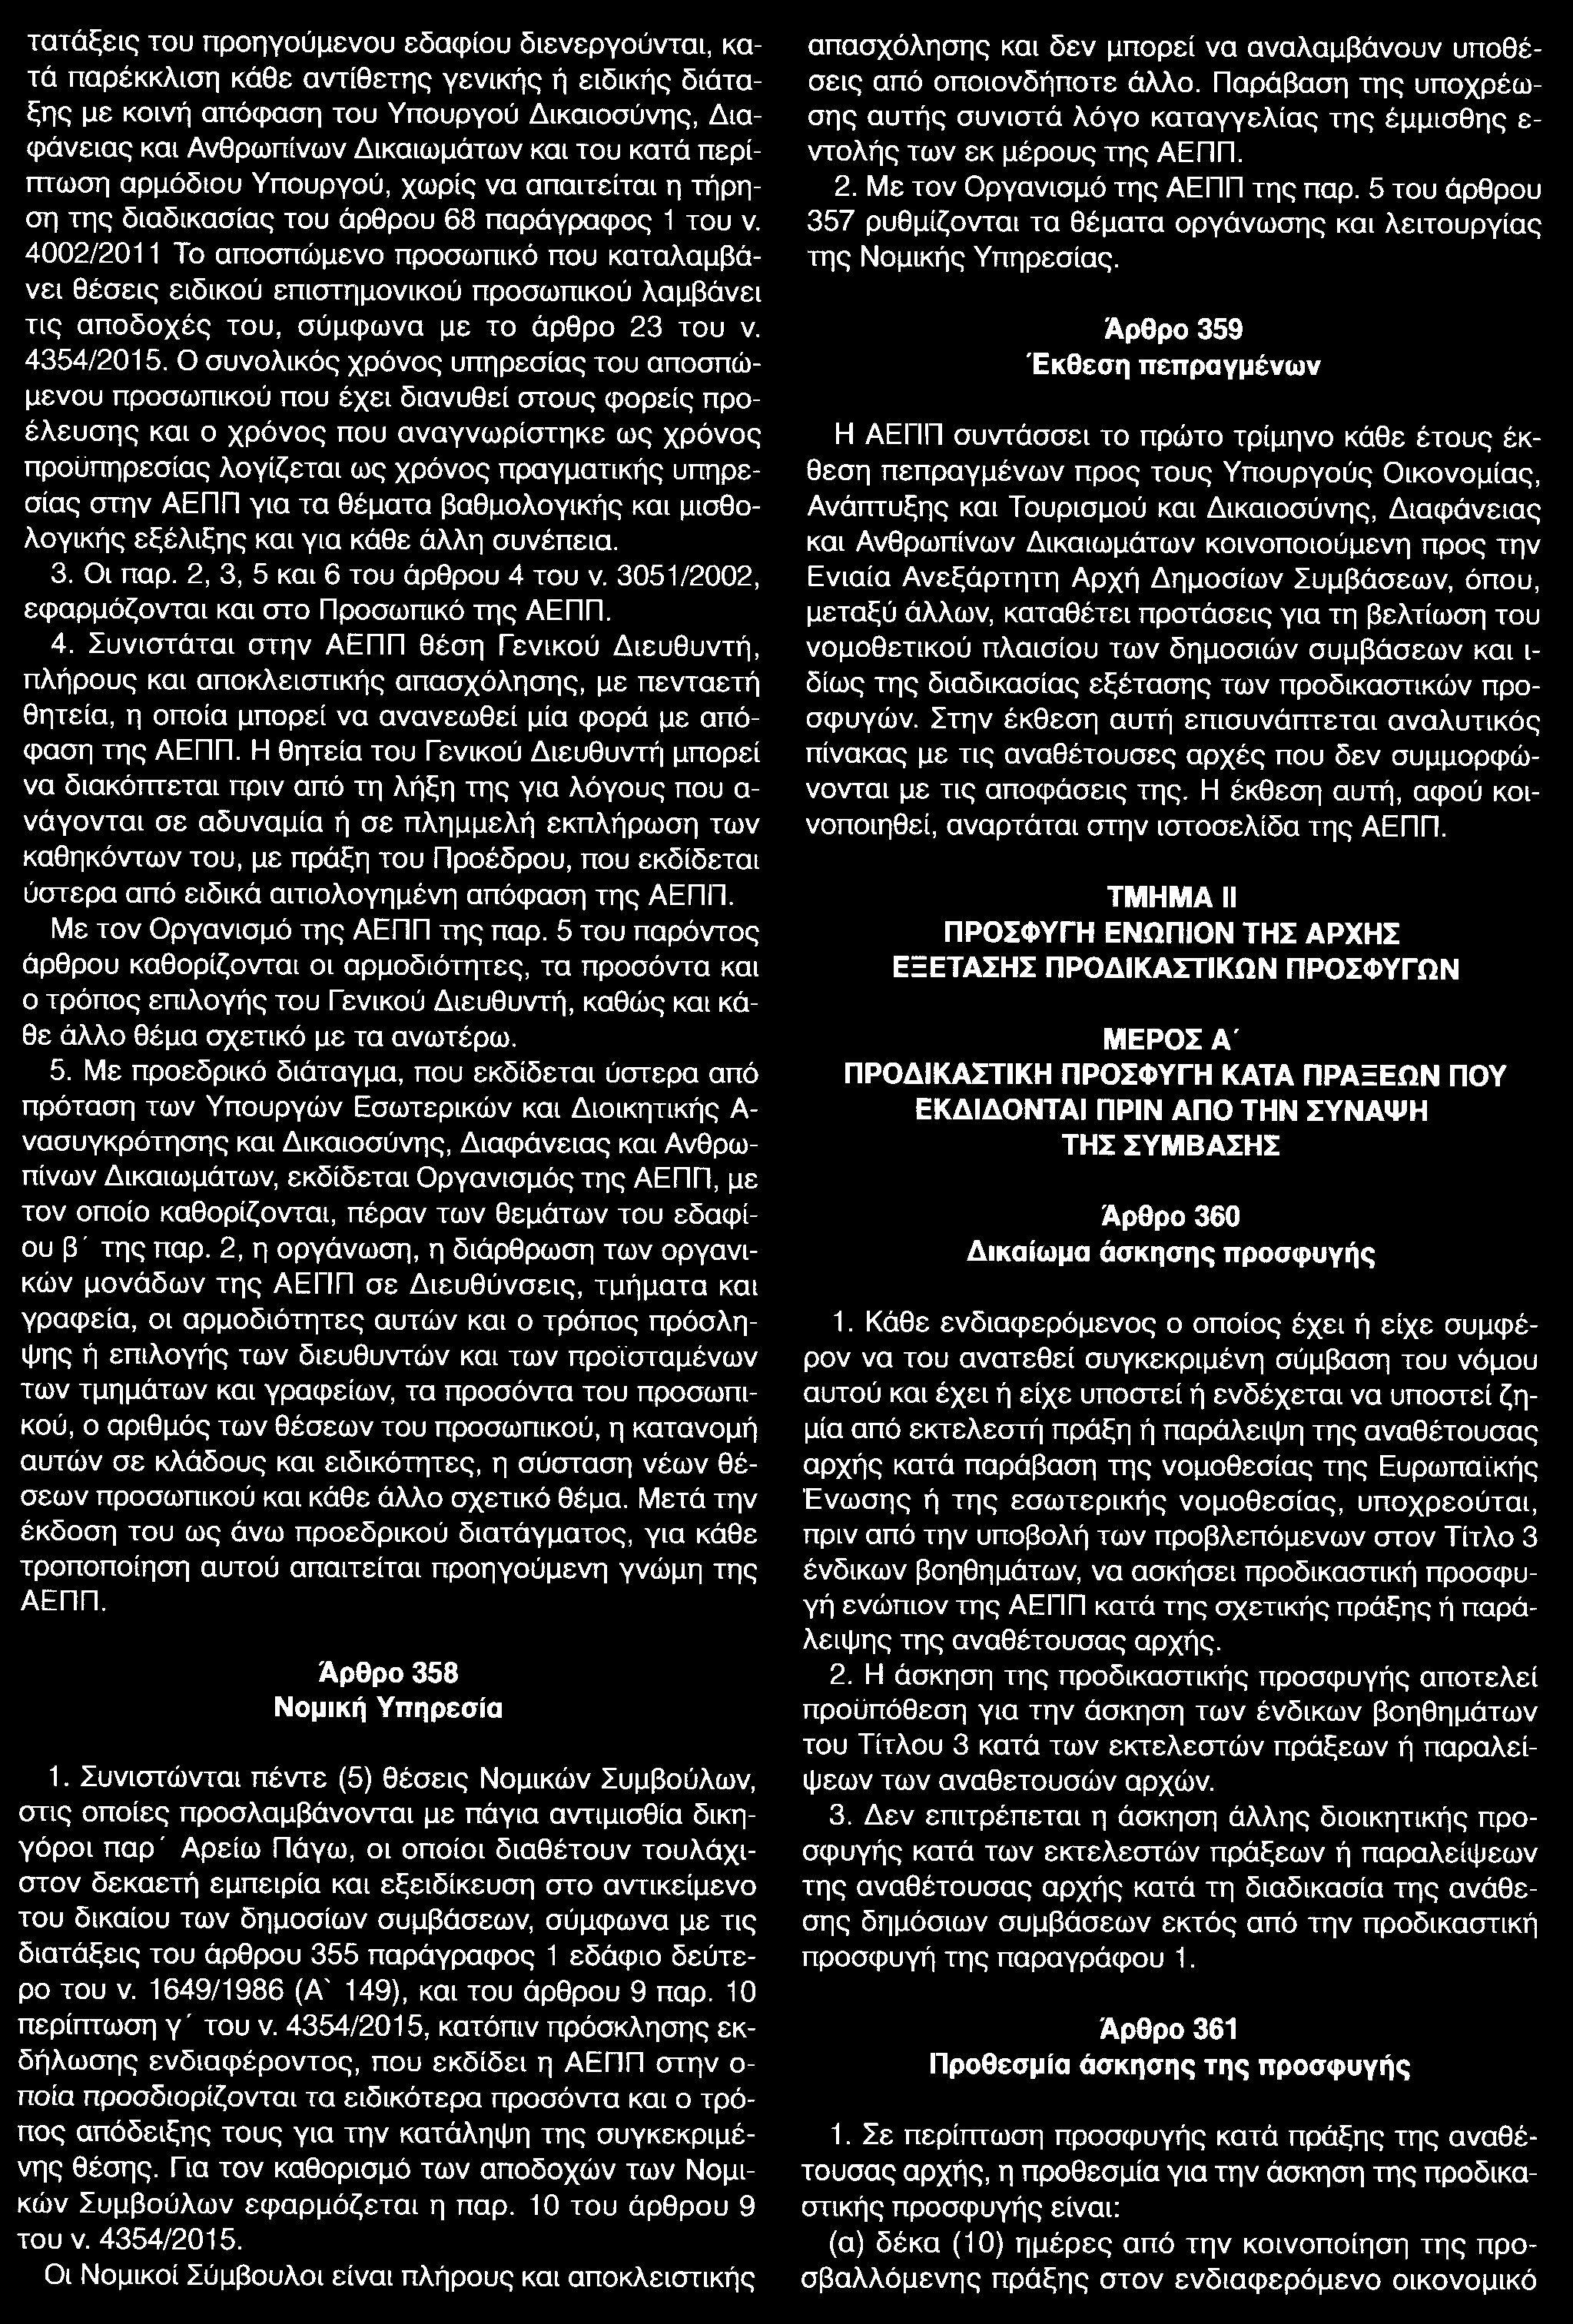 τατάξεις του προηγούμενου εδαφίου διενεργούνται, κα-
τά παρέκκλιση κάθε αντίθετης γενικής ή ειδικής διάτα-
ξης με κοινή απόφαση του Υπουργού Δικαιοσύνης, Δια-
φάνειας και Ανθρωπίνων Δικαιωμάτων και του κατά περί-
πτωση αρμόδιου Υπουργού, χωρίς να απαιτείται η τήρη-
ση της διαδικασίας του άρθρου 68 παράγραφος 1 του ν.
4002/2011 Το αποσπώμενο προσωπικό που καταλαμβά-
νει θέσεις ειδικού επιστημονικού προσωπικού λαμβάνει
τις αποδοχές του, σύμφωνα με το άρθρο 23 του ν.
4354/2015. Ο συνολικός χρόνος υπηρεσίας του αποσπώ-
μενου προσωπικού που έχει διανυθεί στους φορείς προ-
έλευσης και ο χρόνος που αναγνωρίστηκε ως χρόνος
προϋπηρεσίας λογίζεται ως χρόνος πραγματικής υπηρε-
σίας στην ΑΕΠΠ για τα θέματα βαθμολογικής και μισθο-
λογικής εξέλιξης και για κάθε άλλη συνέπεια.
3. Οι παρ. 2, 3, 5 και 6 του άρθρου 4 του ν. 3051/2002,
εφαρμόζονται και στο Προσωπικό της ΑΕΠΠ.
4. Συνιστάται στην ΑΕΠΠ θέση Γενικού Διευθυντή,
πλήρους και αποκλειστικής απασχόλησης, με πενταετή
θητεία, η οποία μπορεί να ανανεωθεί μία φορά με από-
φαση της ΑΕΠΠ. Η θητεία του Γενικού Διευθυντή μπορεί
να διακόπτεται πριν από τη λήξη της για λόγους που α-
νάγονται σε αδυναμία ή σε πλημμελή εκπλήρωση των
καθηκόντων του, με πράξη του Προέδρου, που εκδίδεται
ύστερα από ειδικά αιτιολογημένη απόφαση της ΑΕΠΠ.
Με τον Οργανισμό της ΑΕΠΠ της παρ. 5 του παρόντος
άρθρου καθορίζονται οι αρμοδιότητες, τα προσόντα και
ο τρόπος επιλογής του Γενικού Διευθυντή, καθώς και κά-
θε άλλο θέμα σχετικό με τα ανωτέρω.
5. Με προεδρικό διάταγμα, που εκδίδεται ύστερα από
πρόταση των Υπουργών Εσωτερικών και Διοικητικής Α-
νασυγκρότησης και Δικαιοσύνης, Διαφάνειας και Ανθρω-
πίνων Δικαιωμάτων, εκδίδεται Οργανισμός της ΑΕΠΠ, με
τον οποίο καθορίζονται, πέραν των θεμάτων του εδαφί-
ου β΄ της παρ. 2, η οργάνωση, η διάρθρωση των οργανι-
κών μονάδων της ΑΕΠΠ σε Διευθύνσεις, τμήματα και
γραφεία, οι αρμοδιότητες αυτών και ο τρόπος πρόσλη-
ψης ή επιλογής των διευθυντών και των προϊσταμένων
των τμημάτων και γραφείων, τα προσόντα του προσωπι-
κού, ο αριθμός των θέσεων του προσωπικού, η κατανομή
αυτών σε κλάδους και ειδικότητες, η σύσταση νέων θέ-
σεων προσωπικού και κάθε άλλο σχετικό θέμα. Μετά την
έκδοση του ως άνω προεδρικού διατάγματος, για κάθε
τροποποίηση αυτού απαιτείται προηγούμενη γνώμη της
ΑΕΠΠ.
Άρθρο 358
Νομική Υπηρεσία
1. Συνιστώνται πέντε (5) θέσεις Νομικών Συμβούλων,
στις οποίες προσλαμβάνονται με πάγια αντιμισθία δικη-
γόροι παρ΄ Αρείω Πάγω, οι οποίοι διαθέτουν τουλάχι-
στον δεκαετή εμπειρία και εξειδίκευση στο αντικείμενο
του δικαίου των δημοσίων συμβάσεων, σύμφωνα με τις
διατάξεις του άρθρου 355 παράγραφος 1 εδάφιο δεύτε-
ρο του ν. 1649/1986 (Α` 149), και του άρθρου 9 παρ. 10
περίπτωση γ΄ του ν. 4354/2015, κατόπιν πρόσκλησης εκ-
δήλωσης ενδιαφέροντος, που εκδίδει η ΑΕΠΠ στην ο-
ποία προσδιορίζονται τα ειδικότερα προσόντα και ο τρό-
πος απόδειξης τους για την κατάληψη της συγκεκριμέ-
νης θέσης. Για τον καθορισμό των αποδοχών των Νομι-
κών Συμβούλων εφαρμόζεται η παρ. 10 του άρθρου 9
του ν. 4354/2015.
Οι Νομικοί Σύμβουλοι είναι πλήρους και αποκλειστικής
απασχόλησης και δεν μπορεί να αναλαμβάνουν υποθέ-
σεις από οποιονδήποτε άλλο. Παράβαση της υποχρέω-
σης αυτής συνιστά λόγο καταγγελίας της έμμισθης ε-
ντολής των εκ μέρους της ΑΕΠΠ.
2. Με τον Οργανισμό της ΑΕΠΠ της παρ. 5 του άρθρου
357 ρυθμίζονται τα θέματα οργάνωσης και λειτουργίας
της Νομικής Υπηρεσίας.
Άρθρο 359
Έκθεση πεπραγμένων
Η ΑΕΠΠ συντάσσει το πρώτο τρίμηνο κάθε έτους έκ-
θεση πεπραγμένων προς τους Υπουργούς Οικονομίας,
Ανάπτυξης και Τουρισμού και Δικαιοσύνης, Διαφάνειας
και Ανθρωπίνων Δικαιωμάτων κοινοποιούμενη προς την
Ενιαία Ανεξάρτητη Αρχή Δημοσίων Συμβάσεων, όπου,
μεταξύ άλλων, καταθέτει προτάσεις για τη βελτίωση του
νομοθετικού πλαισίου των δημοσιών συμβάσεων και ι-
δίως της διαδικασίας εξέτασης των προδικαστικών προ-
σφυγών. Στην έκθεση αυτή επισυνάπτεται αναλυτικός
πίνακας με τις αναθέτουσες αρχές που δεν συμμορφώ-
νονται με τις αποφάσεις της. Η έκθεση αυτή, αφού κοι-
νοποιηθεί, αναρτάται στην ιστοσελίδα της ΑΕΠΠ.
ΤΜΗΜΑ ΙΙ
ΠΡΟΣΦΥΓΗ ΕΝΩΠΙΟΝ ΤΗΣ ΑΡΧΗΣ
ΕΞΕΤΑΣΗΣ ΠΡΟΔΙΚΑΣΤΙΚΩΝ ΠΡΟΣΦΥΓΩΝ
ΜΕΡΟΣ Α΄
ΠΡΟΔΙΚΑΣΤΙΚΗ ΠΡΟΣΦΥΓΗ ΚΑΤΑ ΠΡΑΞΕΩΝ ΠΟΥ
ΕΚΔΙΔΟΝΤΑΙ ΠΡΙΝ ΑΠΟ ΤΗΝ ΣΥΝΑΨΗ
ΤΗΣ ΣΥΜΒΑΣΗΣ
Άρθρο 360
Δικαίωμα άσκησης προσφυγής
1. Κάθε ενδιαφερόμενος ο οποίος έχει ή είχε συμφέ-
ρον να του ανατεθεί συγκεκριμένη σύμβαση του νόμου
αυτού και έχει ή είχε υποστεί ή ενδέχεται να υποστεί ζη-
μία από εκτελεστή πράξη ή παράλειψη της αναθέτουσας
αρχής κατά παράβαση της νομοθεσίας της Ευρωπαϊκής
Ένωσης ή της εσωτερικής νομοθεσίας, υποχρεούται,
πριν από την υποβολή των προβλεπόμενων στον Τίτλο 3
ένδικων βοηθημάτων, να ασκήσει προδικαστική προσφυ-
γή ενώπιον της ΑΕΠΠ κατά της σχετικής πράξης ή παρά-
λειψης της αναθέτουσας αρχής.
2. Η άσκηση της προδικαστικής προσφυγής αποτελεί
προϋπόθεση για την άσκηση των ένδικων βοηθημάτων
του Τίτλου 3 κατά των εκτελεστών πράξεων ή παραλεί-
ψεων των αναθετουσών αρχών.
3. Δεν επιτρέπεται η άσκηση άλλης διοικητικής προ-
σφυγής κατά των εκτελεστών πράξεων ή παραλείψεων
της αναθέτουσας αρχής κατά τη διαδικασία της ανάθε-
σης δημόσιων συμβάσεων εκτός από την προδικαστική
προσφυγή της παραγράφου 1.
Άρθρο 361
Προθεσμία άσκησης της προσφυγής
1. Σε περίπτωση προσφυγής κατά πράξης της αναθέ-
τουσας αρχής, η προθεσμία για την άσκηση της προδικα-
στικής προσφυγής είναι:
(α) δέκα (10) ημέρες από την κοινοποίηση της προ-
σβαλλόμενης πράξης στον ενδιαφερόμενο οικονομικό